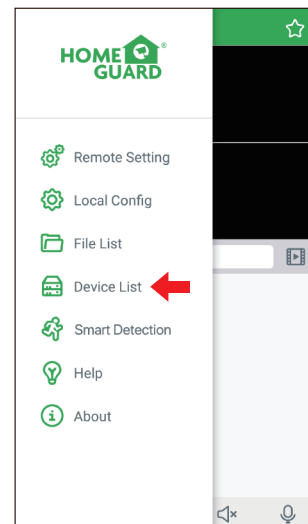 HOME
GUARD®
Remote Setting
Local Config
File List
Device List
Smart Detection
Help
About